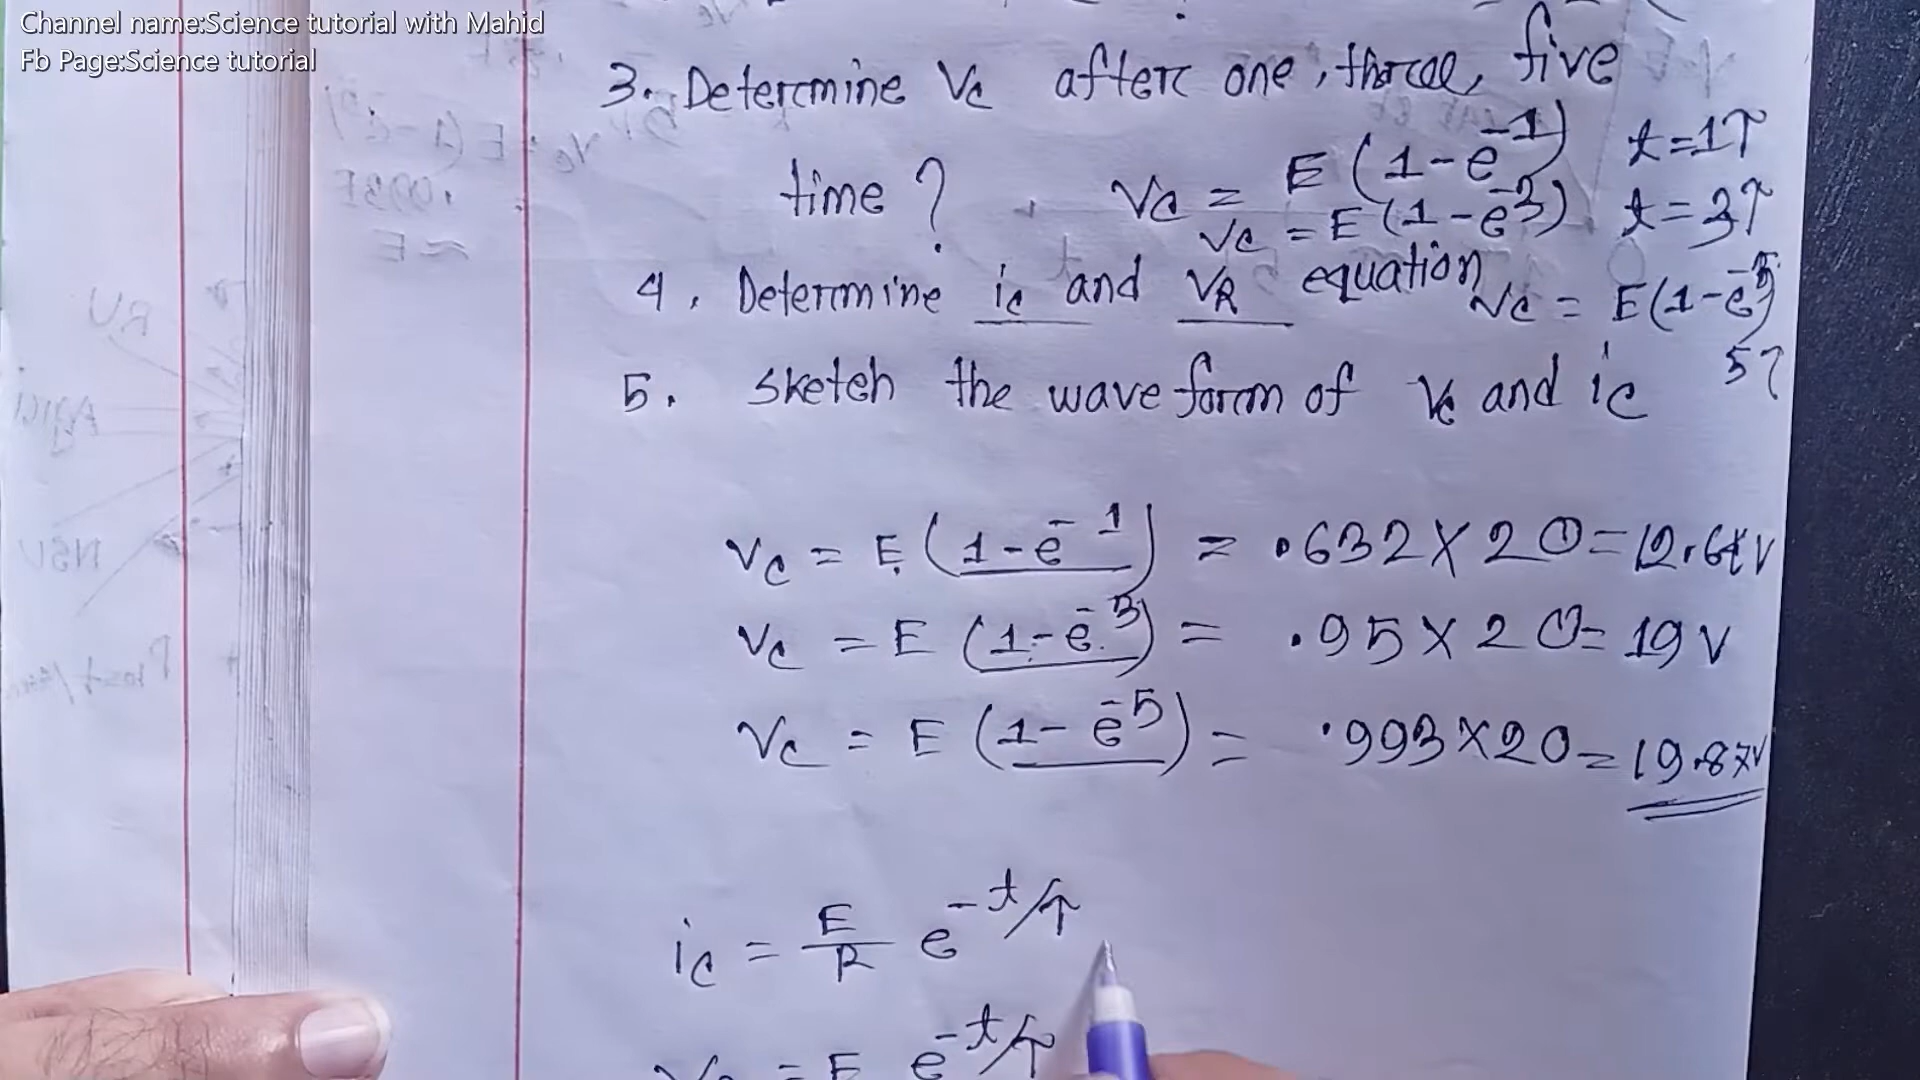 Channel name:Science tutorial with Mahid
Fb Page:Science tutorial
3. Determine Vc after one, three, five
time ? Vc = E (1-e^-1) t=1τ
Vc = E (1-e^-3) t=3τ
4. Determine ic and VR equation
Vc = E(1-e^-5)
5τ
5. Sketch the wave form of Vc and ic
Vc = E (1-e^-1) = .632 X 20 = 12.64V
Vc = E (1-e^-3) = .95 X 20 = 19 V
Vc = E (1-e^-5) = .993 X 20 = 19.87V
ic = E/R e^-t/τ
= E e^-t/τ